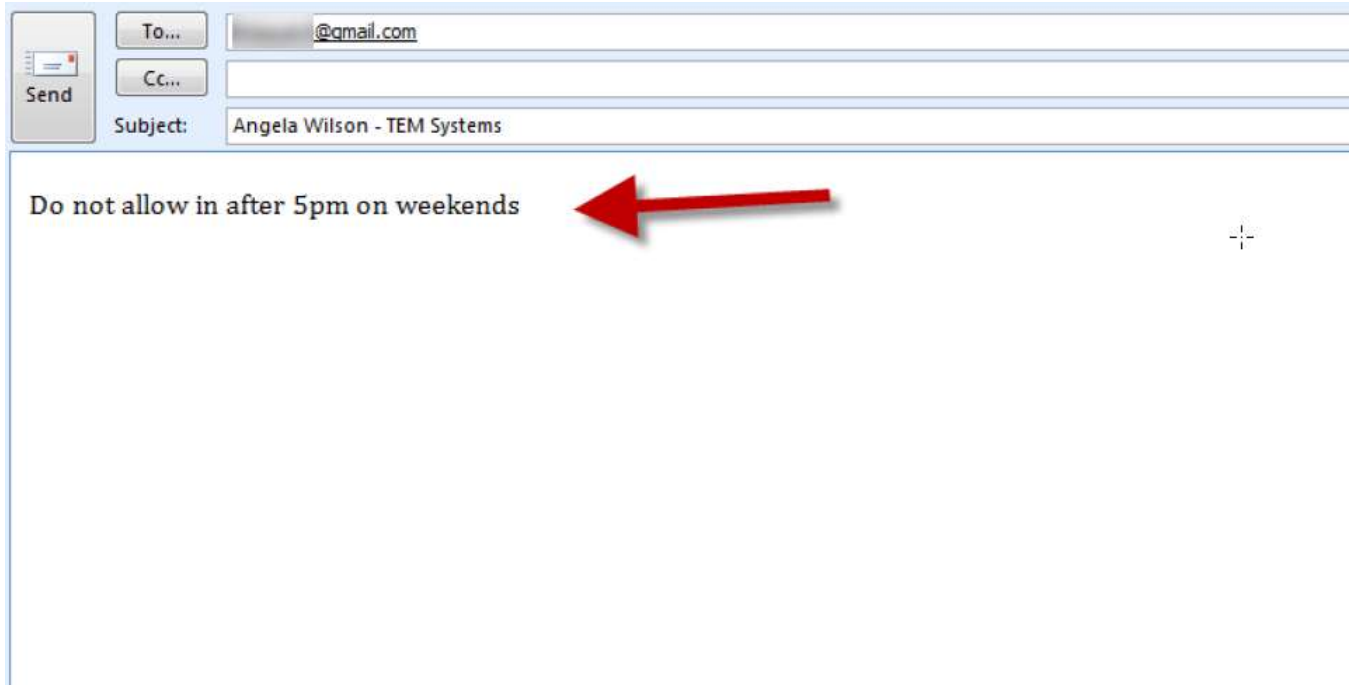 To...
@gmail.com
Cc...
Send
Subject:
Angela Wilson - TEM Systems
Do not allow in after 5pm on weekends